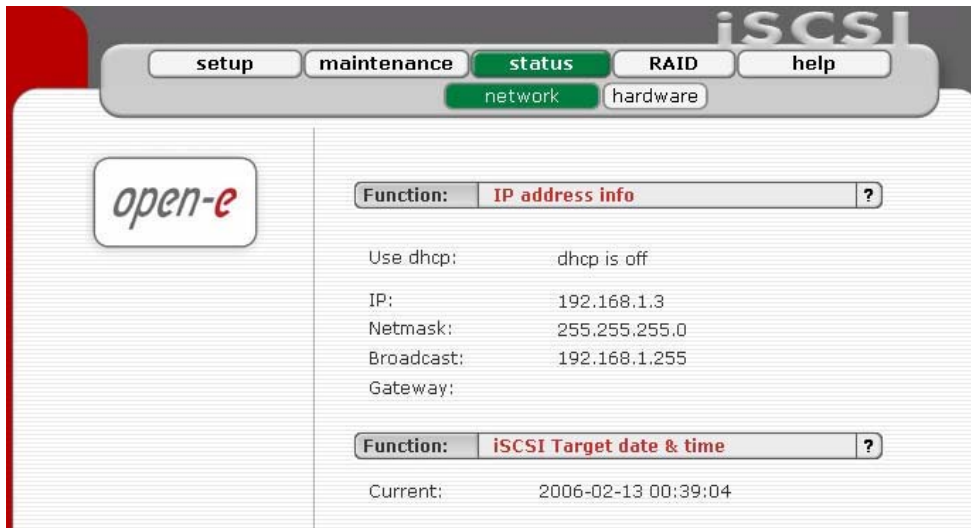 iSCSI
setup maintenance status RAID help
network hardware
open-e
Function: IP address info ?
Use dhcp: dhcp is off
IP: 192.168.1.3
Netmask: 255.255.255.0
Broadcast: 192.168.1.255
Gateway:
Function: iSCSI Target date & time ?
Current: 2006-02-13 00:39:04